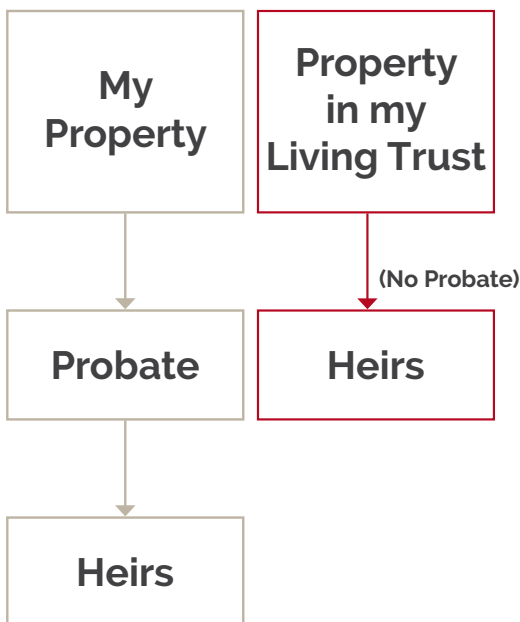 My
Property
Probate
Heirs
Property
in my
Living Trust
(No Probate)
Heirs